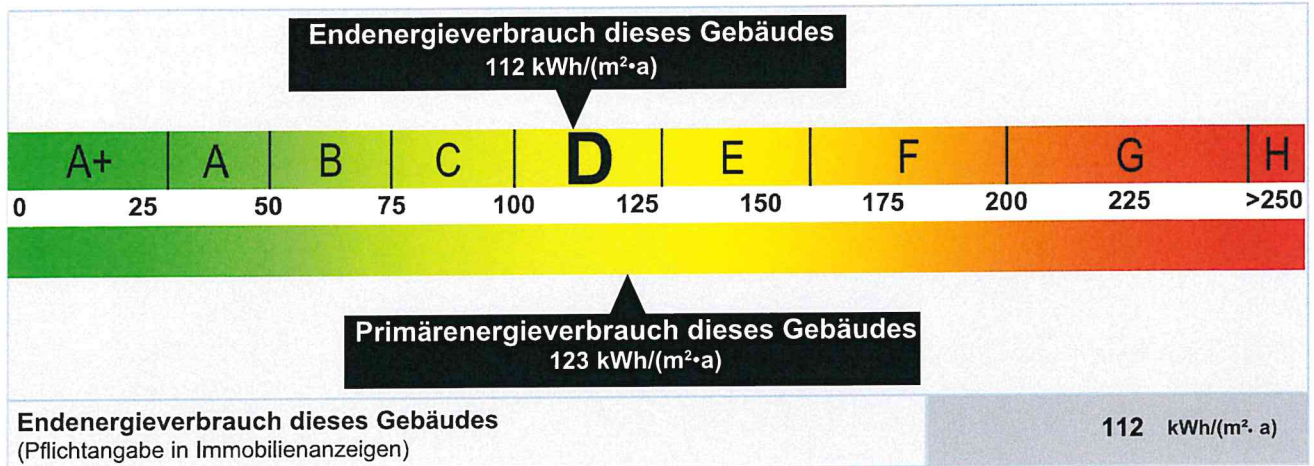 Endenergieverbrauch dieses Gebäudes
112 kWh/(m²•a)
A+ A B C D E F G H
0 25 50 75 100 125 150 175 200 225 >250
Primärenergieverbrauch dieses Gebäudes
123 kWh/(m²•a)
Endenergieverbrauch dieses Gebäudes
(Pflichtangabe in Immobilienanzeigen)
112 kWh/(m²· a)